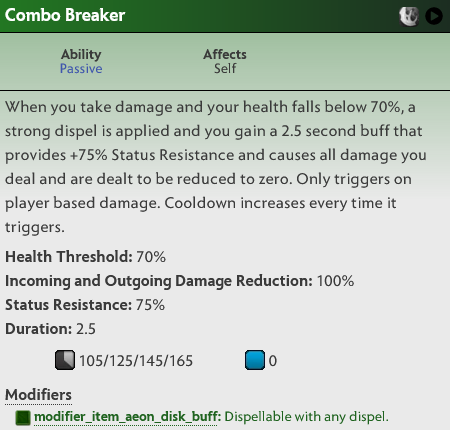 Combo Breaker
Ability Affects
Passive Self
When you take damage and your health falls below 70%, a
strong dispel is applied and you gain a 2.5 second buff that
provides +75% Status Resistance and causes all damage you
deal and are dealt to be reduced to zero. Only triggers on
player based damage. Cooldown increases every time it
triggers.
Health Threshold: 70%
Incoming and Outgoing Damage Reduction: 100%
Status Resistance: 75%
Duration: 2.5
105/125/145/165 0
Modifiers
modifier_item_aeon_disk_buff: Dispellable with any dispel.